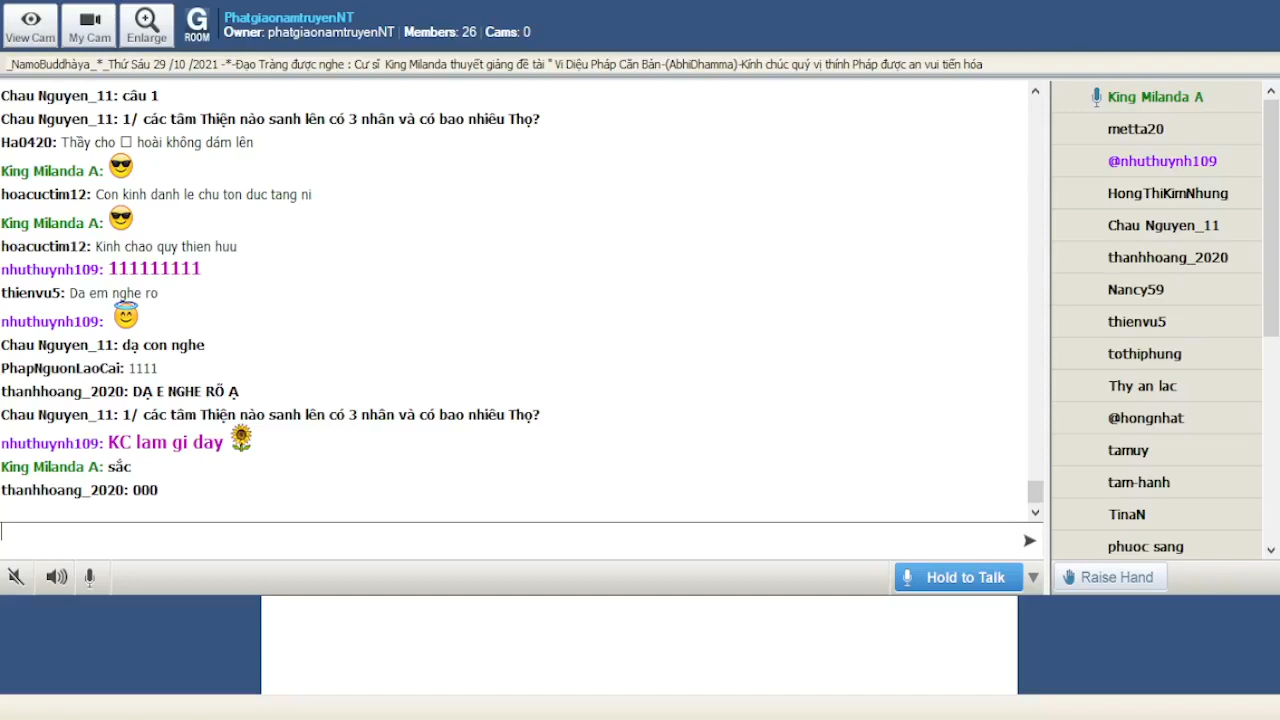 View Cam
My Cam
Enlarge
G
ROOM
PhatgiaonamtruyenNT
Owner: phatgiaonamtruyenNT | Members: 26 | Cams: 0
_NamoBuddhàya_*_Thứ Sáu 29 /10 /2021 -*-Đạo Tràng được nghe : Cư sĩ King Milanda thuyết giảng đề tài " Vi Diệu Pháp Căn Bản-(AbhiDhamma)-Kính chúc quý vị thính Pháp được an vui tiến hóa
Chau Nguyen_11: câu 1
Chau Nguyen_11: 1/ các tâm Thiện nào sanh lên có 3 nhân và có bao nhiêu Thọ?
Ha0420: Thầy cho □ hoài không dám lên
King Milanda A:
hoacuctim12: Con kinh danh le chu ton duc tang ni
King Milanda A:
hoacuctim12: Kinh chao quy thien huu
nhuthuynh109: 111111111
thienvu5: Da em nghe ro
nhuthuynh109:
Chau Nguyen_11: dạ con nghe
PhapNguonLaoCai: 1111
thanhhoang_2020: DẠ E NGHE RÕ Ạ
Chau Nguyen_11: 1/ các tâm Thiện nào sanh lên có 3 nhân và có bao nhiêu Thọ?
nhuthuynh109: KC lam gi day
King Milanda A: sắc
thanhhoang_2020: 000
Hold to Talk
King Milanda A
metta20
@nhuthuynh109
HongThiKimNhung
Chau Nguyen_11
thanhhoang_2020
Nancy59
thienvu5
tothiphung
Thy an lac
@hongnhat
tamuy
tam-hanh
TinaN
phuoc sang
Raise Hand